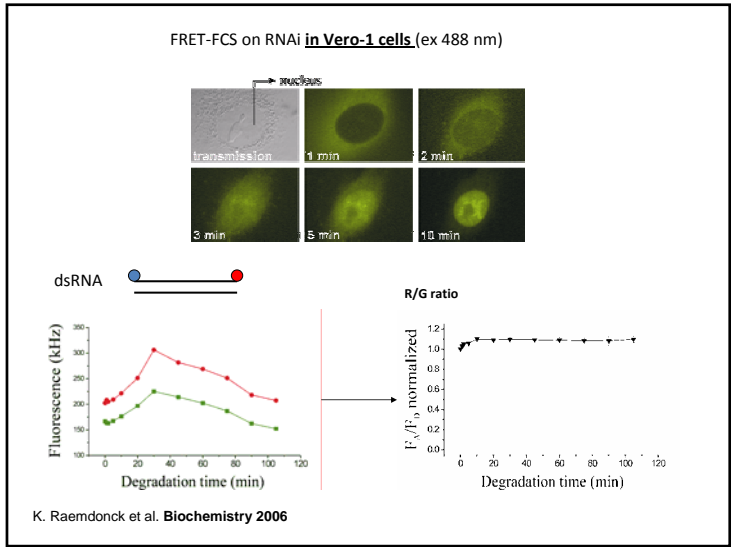 FRET-FCS on RNAi in Vero-1 cells (ex 488 nm)
nucleus
transmission
1 min
2 min
3 min
5 min
10 min
dsRNA
R/G ratio
Fluorescence (kHz)
350
300
250
200
150
100
0 20 40 60 80 100 120
Degradation time (min)
F_A/F_D normalized
1.2
1.0
0.8
0.6
0.4
0.2
0.0
0 20 40 60 80 100 120
Degradation time (min)
K. Raemdonck et al. Biochemistry 2006